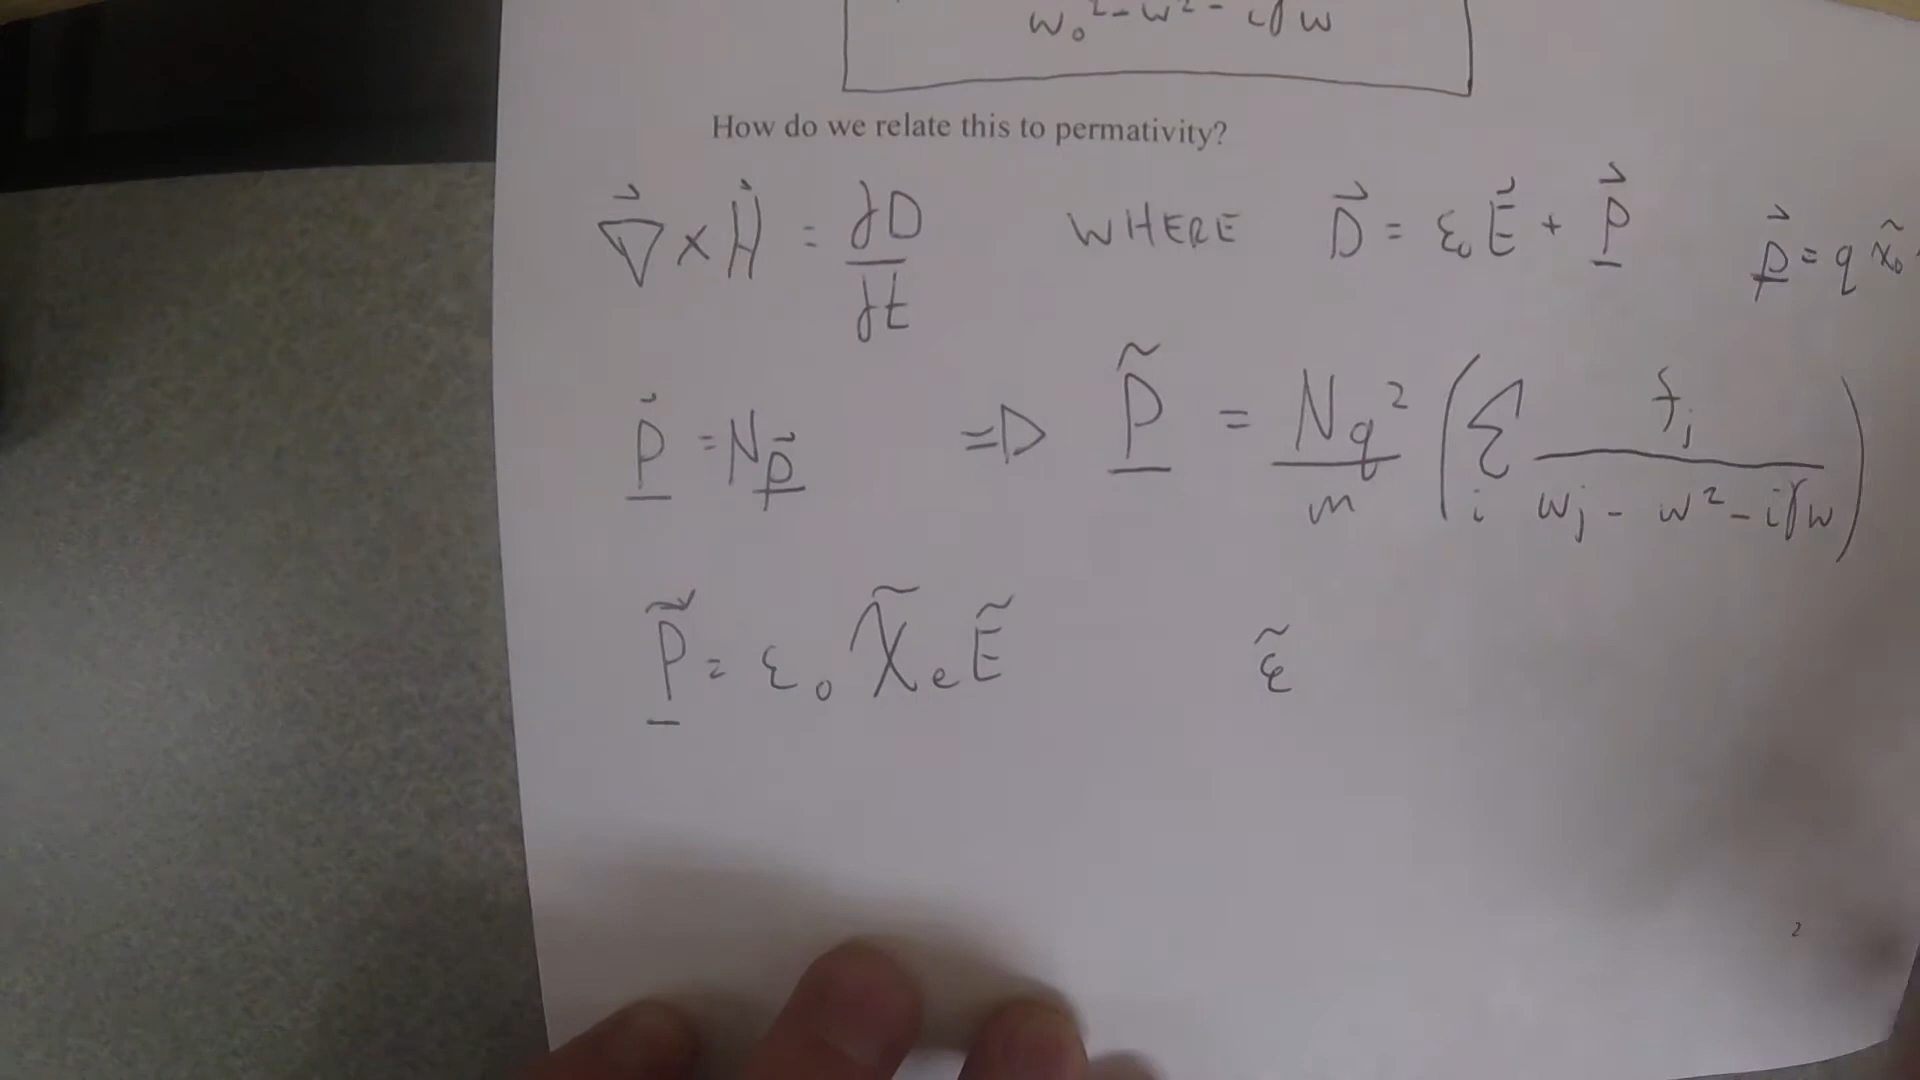 ω₀² - ω² - iγω
How do we relate this to permativity?
∇⃗ × H⃗ = ∂D/∂t WHERE D⃗ = ε₀E⃗ + P⃗ p⃗ = q x̃₀
P⃗ = Np⃗ ⇒ P̃ = Nq²/m (Σᵢ fⱼ/(ωⱼ - ω² - iγω))
P̃⃗ = ε₀ χ̃ₑ Ẽ ε̃
2